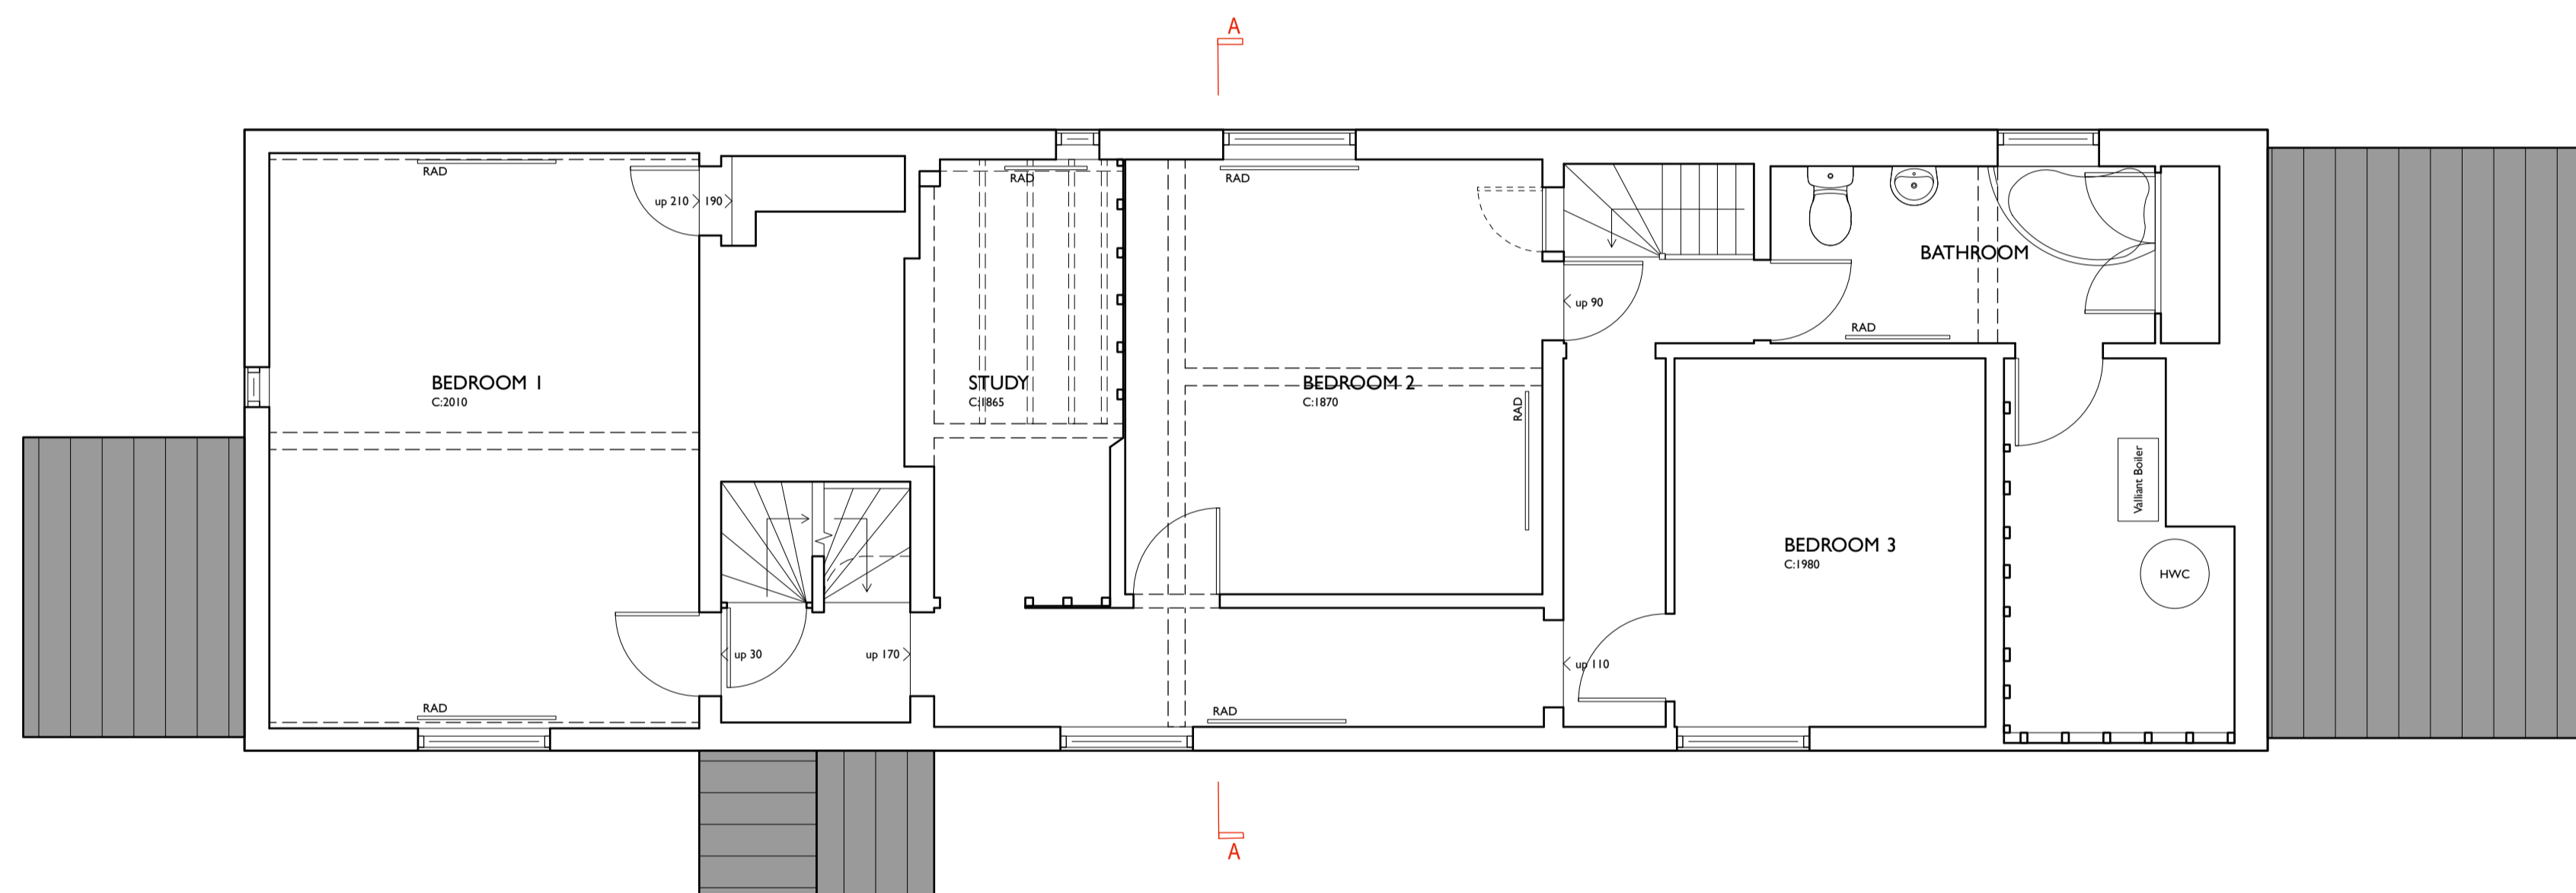 A
RAD
up 210
190
RAD
RAD
BATHROOM
up 90
RAD
BEDROOM 1
C:2010
STUDY
C:1865
BEDROOM 2
C:1870
RAD
Valliant Boiler
BEDROOM 3
C:1980
HWC
up 30
up 170
up 110
RAD
RAD
A